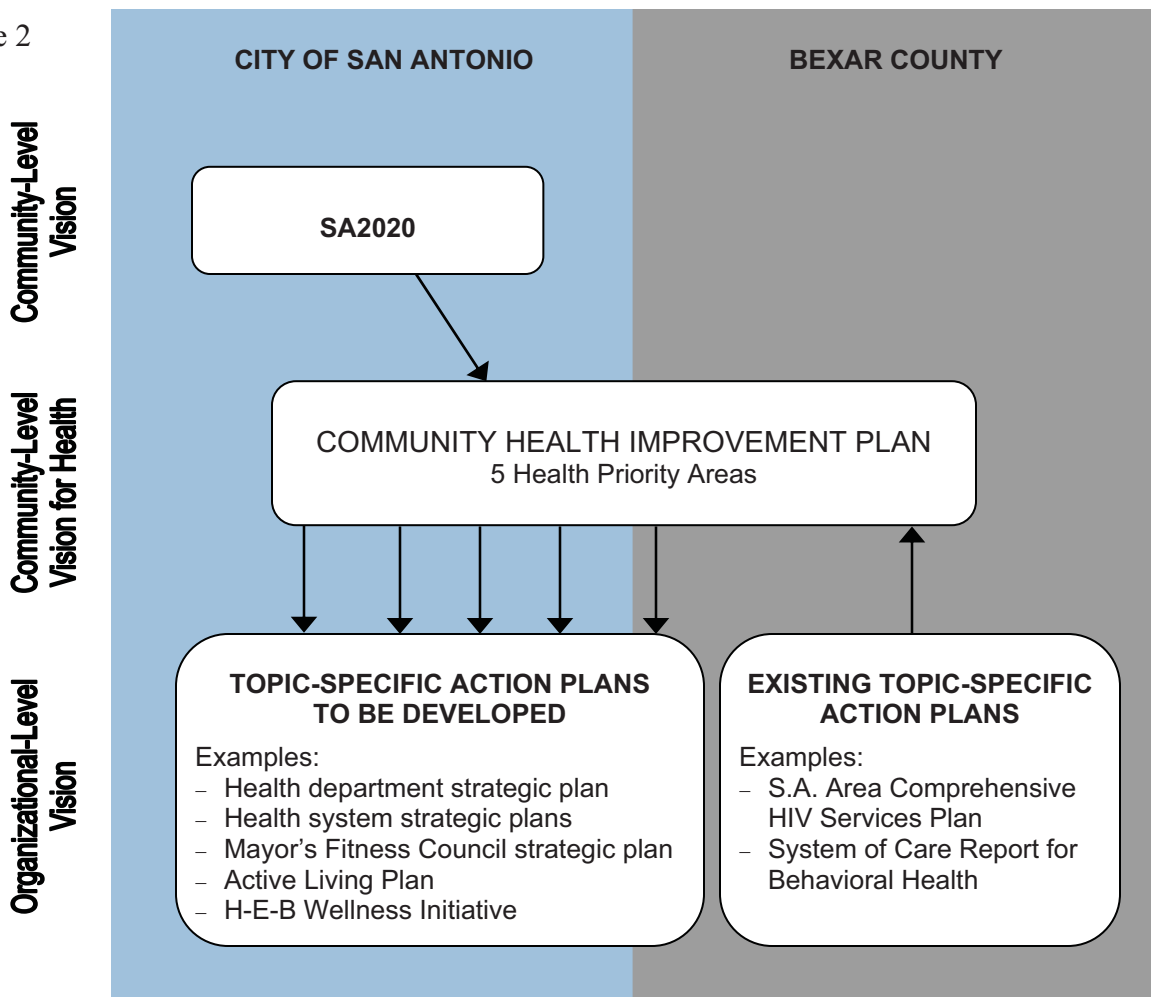 e 2
CITY OF SAN ANTONIO
BEXAR COUNTY
Community-Level
Vision
SA2020
Community-Level
Vision for Health
COMMUNITY HEALTH IMPROVEMENT PLAN
5 Health Priority Areas
Organizational-Level
Vision
TOPIC-SPECIFIC ACTION PLANS
TO BE DEVELOPED
Examples:
– Health department strategic plan
– Health system strategic plans
– Mayor’s Fitness Council strategic plan
– Active Living Plan
– H-E-B Wellness Initiative
EXISTING TOPIC-SPECIFIC
ACTION PLANS
Examples:
– S.A. Area Comprehensive
HIV Services Plan
– System of Care Report for
Behavioral Health